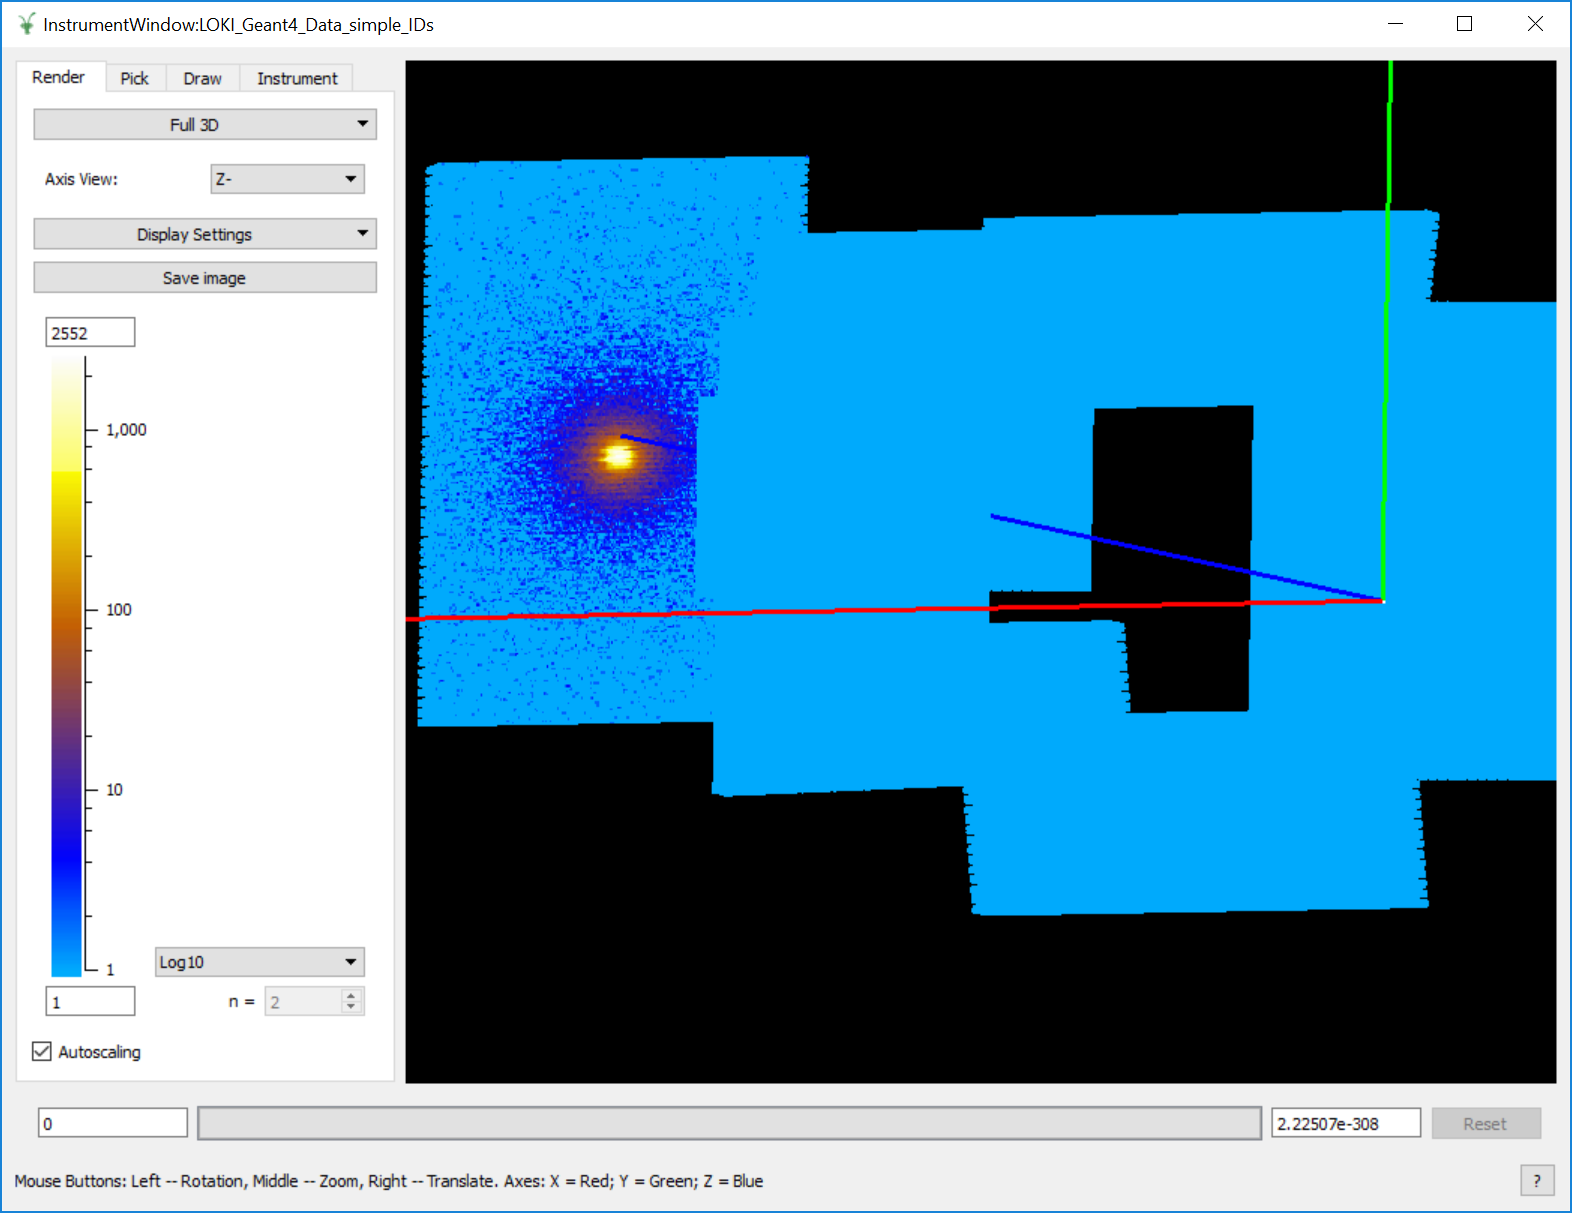 InstrumentWindow:LOKI_Geant4_Data_simple_IDs
Render Pick Draw Instrument
Full 3D
Axis View: Z-
Display Settings
Save image
2552
1,000
100
10
1
Log10
1 n = 2
Autoscaling
0 2.22507e-308 Reset
Mouse Buttons: Left -- Rotation, Middle -- Zoom, Right -- Translate. Axes: X = Red; Y = Green; Z = Blue ?